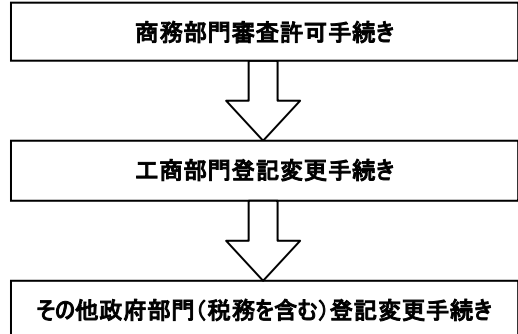 商務部門審査許可手続き
工商部門登記変更手続き
その他政府部門（税務を含む）登記変更手続き